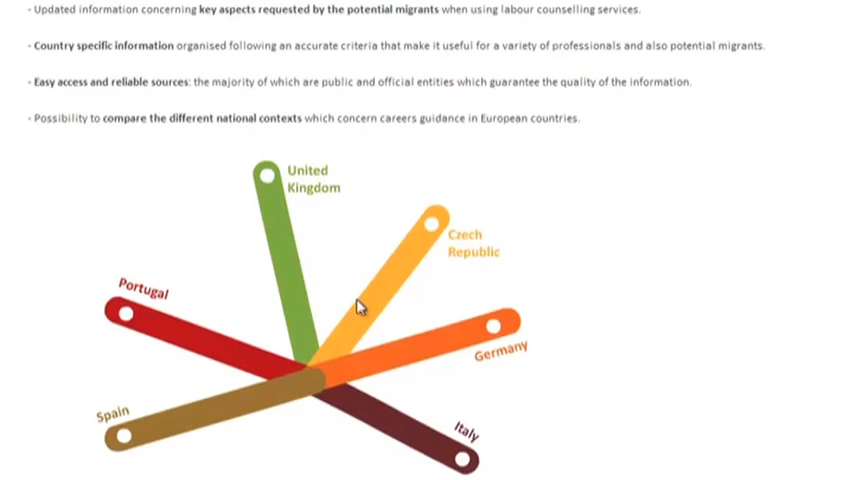 - Updated information concerning key aspects requested by the potential migrants when using labour counselling services.
- Country specific information organised following an accurate criteria that make it useful for a variety of professionals and also potential migrants.
- Easy access and reliable sources: the majority of which are public and official entities which guarantee the quality of the information.
- Possibility to compare the different national contexts which concern careers guidance in European countries.
United
Kingdom
Czech
Republic
Portugal
Germany
Spain
Italy